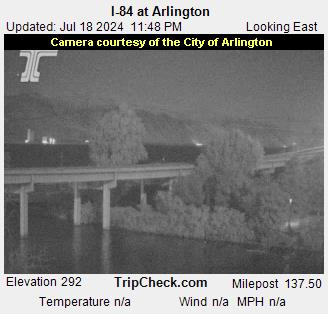 I-84 at Arlington
Updated: Jul 18 2024 11:48 PM Looking East
Camera courtesy of the City of Arlington
Elevation 292 TripCheck.com Milepost 137.50
Temperature n/a Wind n/a MPH n/a